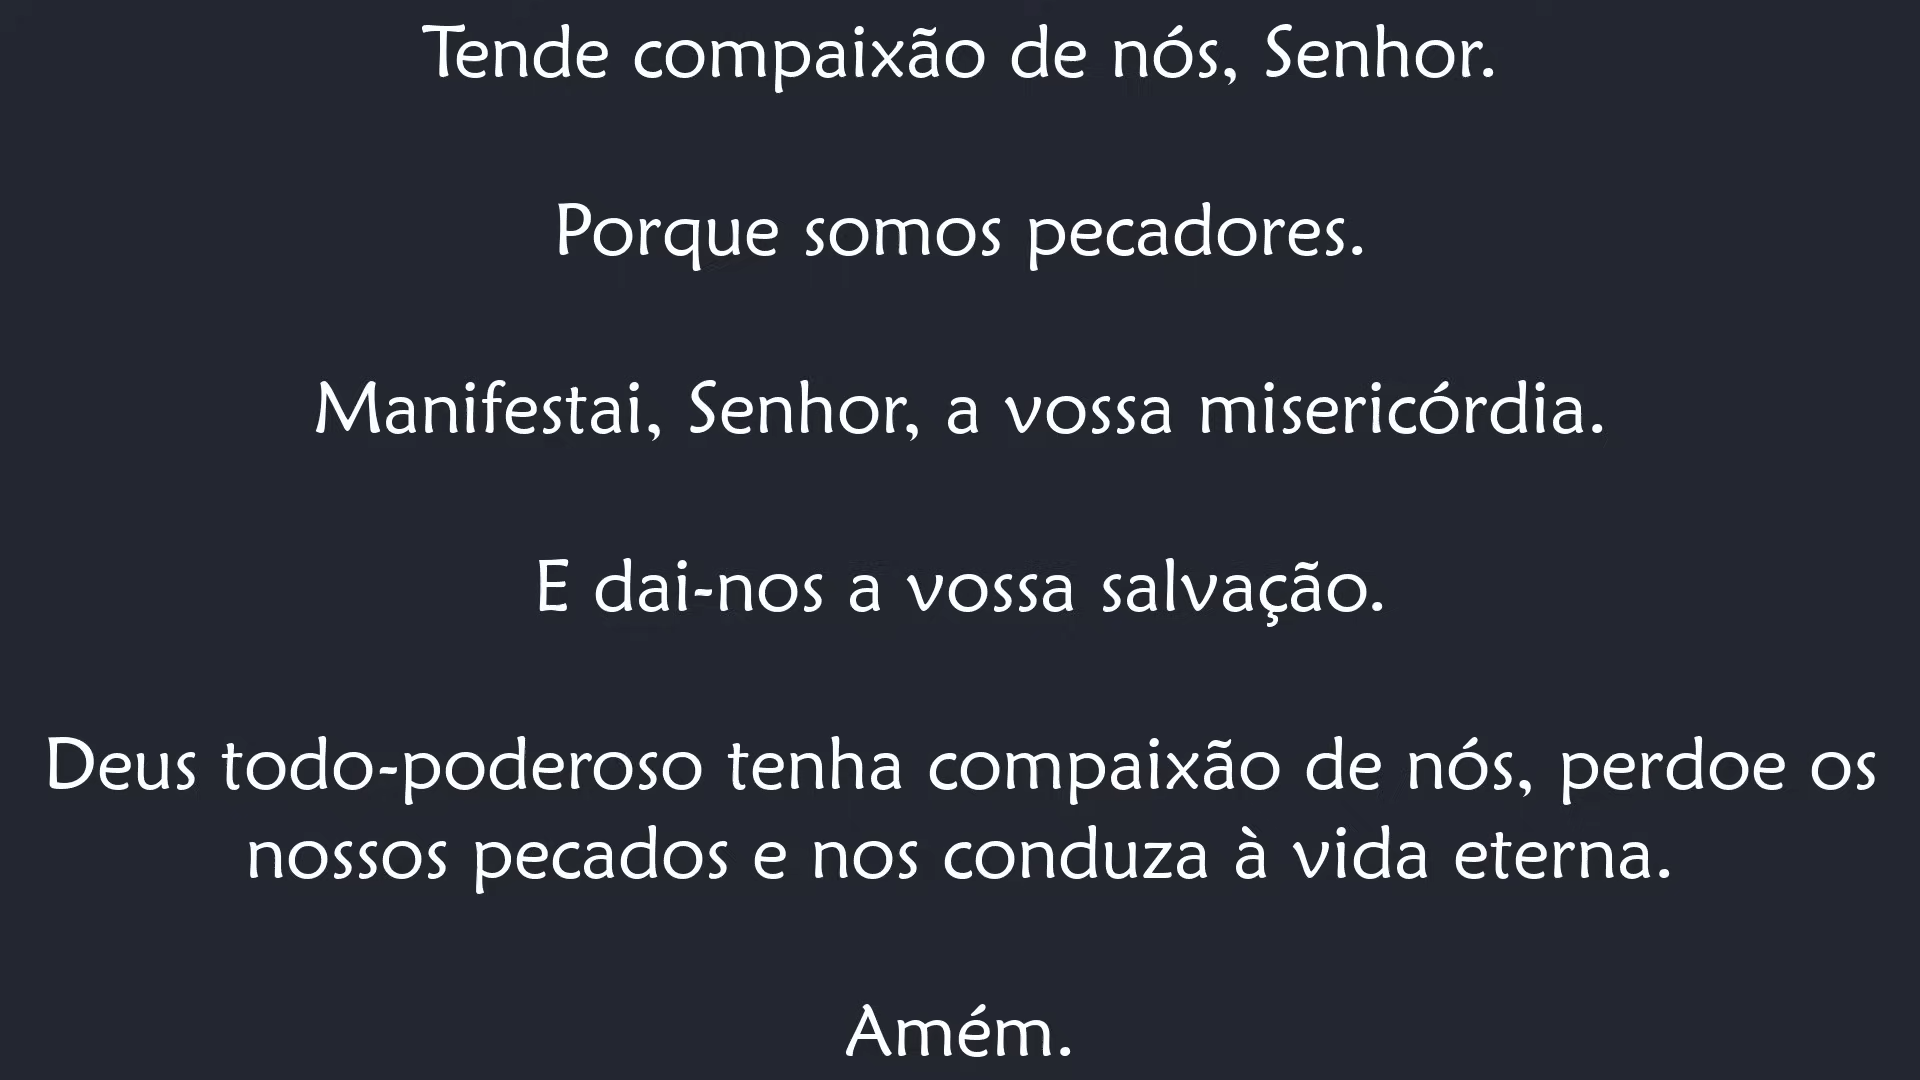 Tende compaixão de nós, Senhor.
Porque somos pecadores.
Manifestai, Senhor, a vossa misericórdia.
E dai-nos a vossa salvação.
Deus todo-poderoso tenha compaixão de nós, perdoe os
nossos pecados e nos conduza à vida eterna.
Amém.